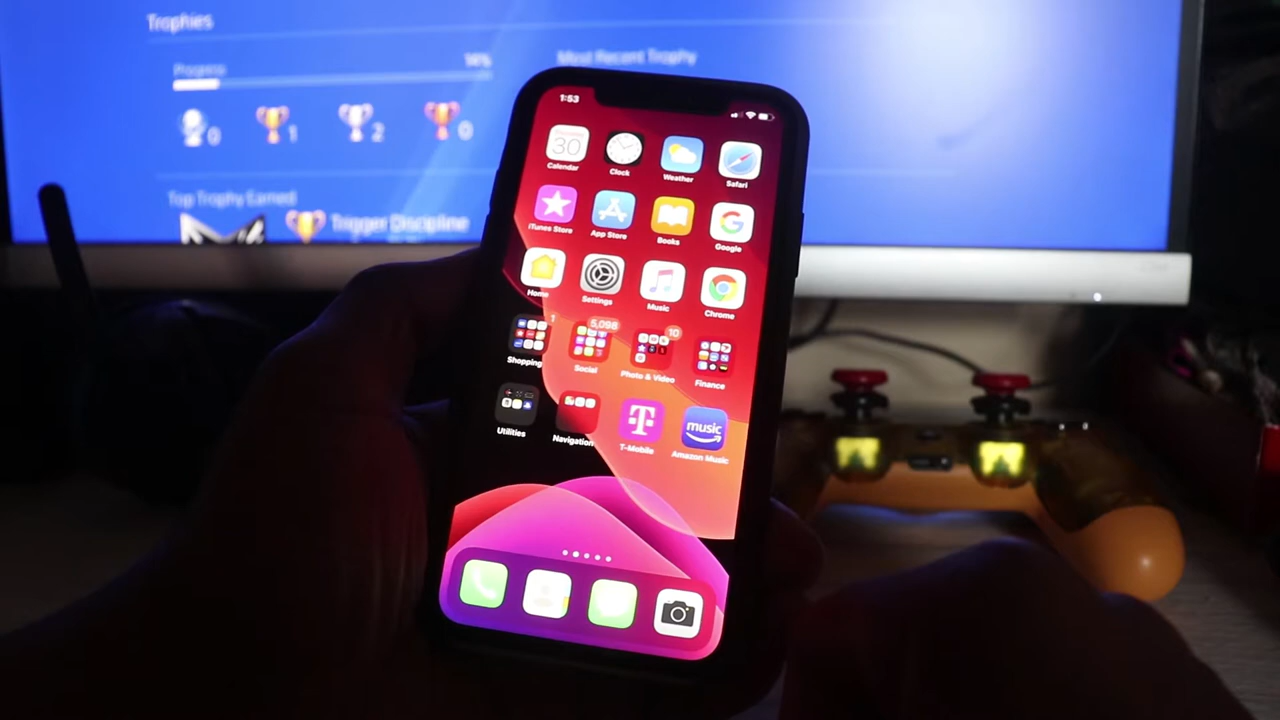 Trophies
Progress
14%
Most Recent Trophy
0 1 2 0
Top Trophy Earned
Trigger Discipline
1:53
30
Calendar Clock Weather Safari
iTunes Store App Store Books Google
Home Settings Music Chrome
1 5,098 10
Shopping Social Photo & Video Finance
T music
Utilities Navigation T-Mobile Amazon Music